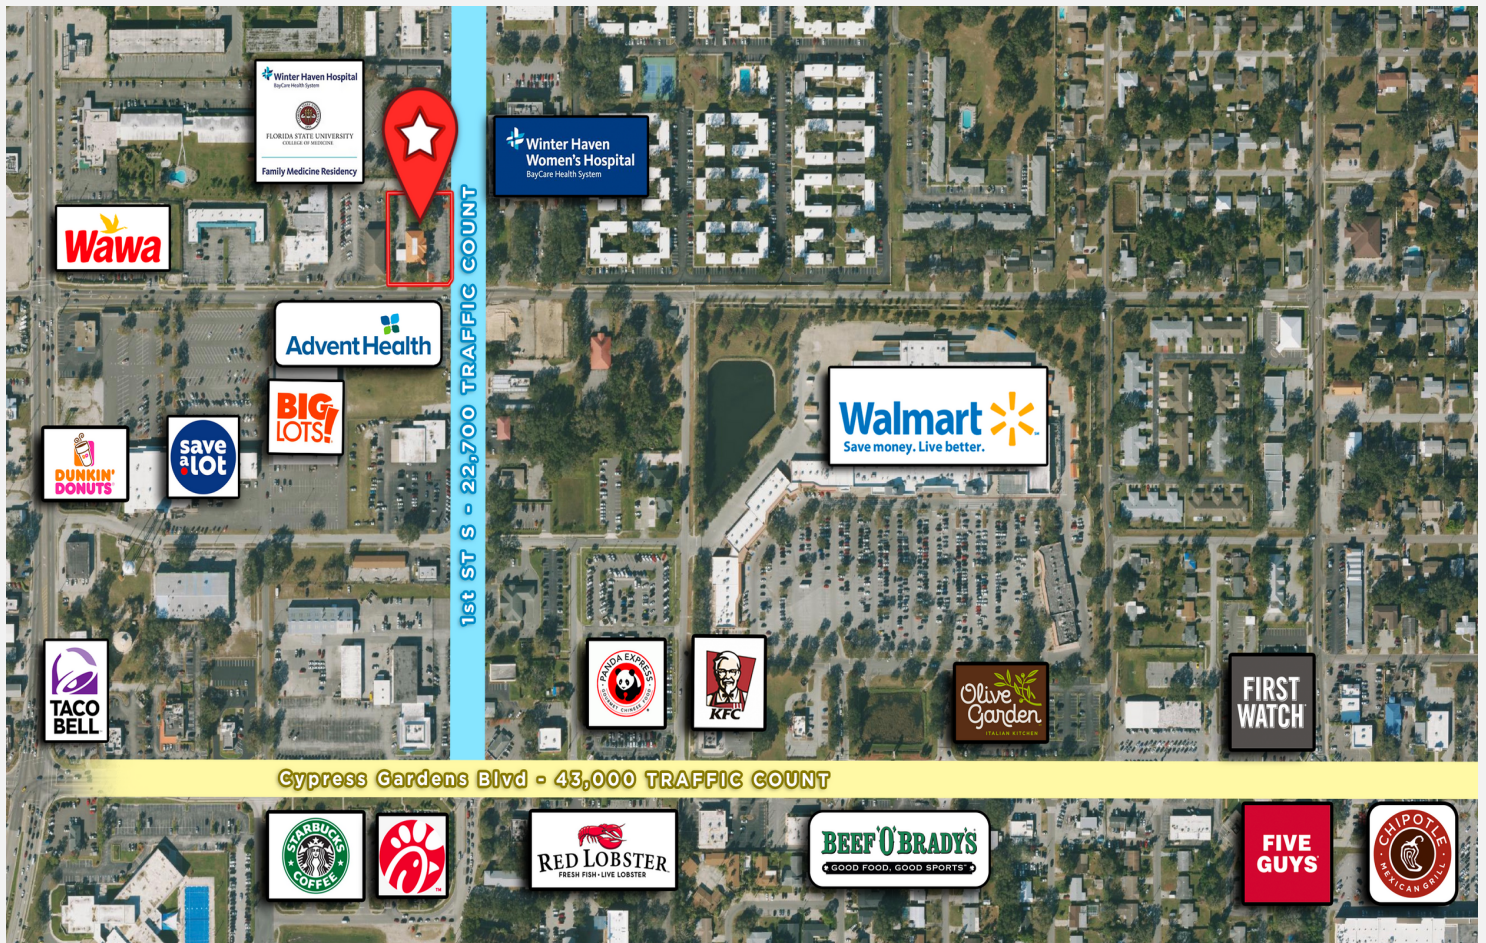 Winter Haven Hospital
BayCare Health System
FLORIDA STATE UNIVERSITY
COLLEGE OF MEDICINE
Family Medicine Residency
Winter Haven
Women's Hospital
BayCare Health System
Wawa
1st ST S - 22,700 TRAFFIC COUNT
AdventHealth
BIG
LOTS!
DUNKIN'
DONUTS
save
a lot
Walmart
Save money. Live better.
TACO
BELL
PANDA EXPRESS
GOURMET CHINESE FOOD
KFC
Olive
Garden
ITALIAN KITCHEN
FIRST
WATCH
Cypress Gardens Blvd - 43,000 TRAFFIC COUNT
STARBUCKS
COFFEE
RED LOBSTER
FRESH FISH • LIVE LOBSTER
BEEF 'O' BRADY'S
GOOD FOOD, GOOD SPORTS
FIVE
GUYS
CHIPOTLE
MEXICAN GRILL